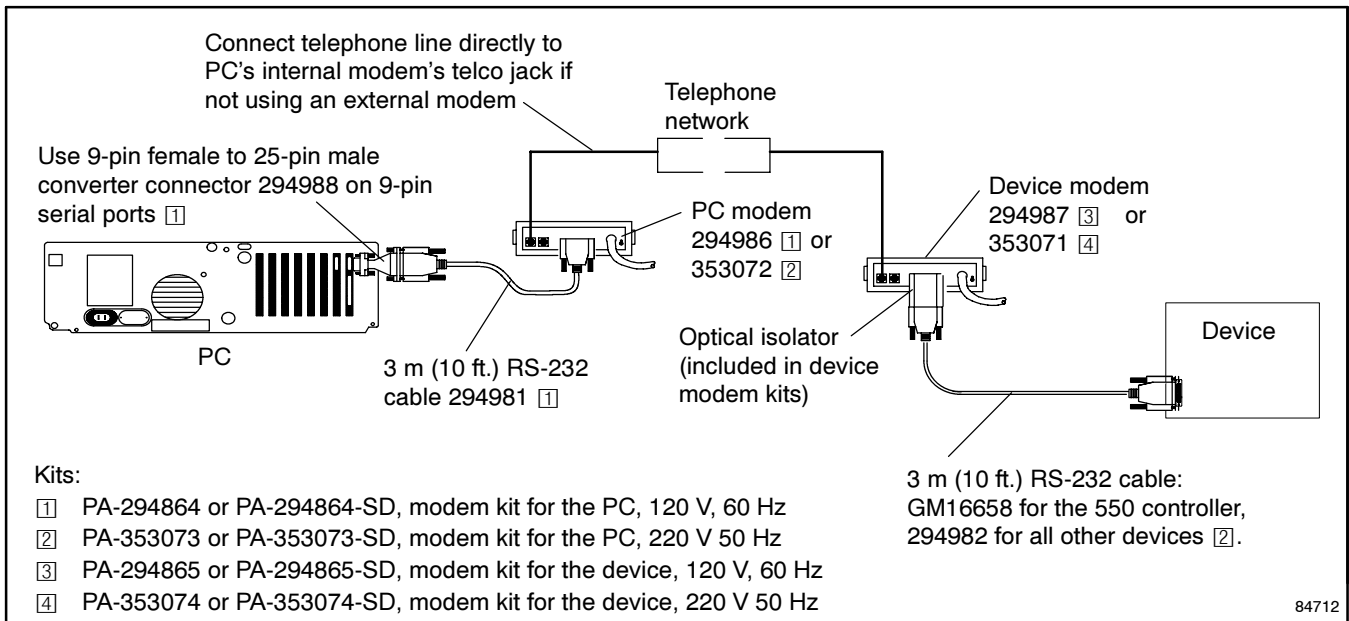 Connect telephone line directly to
PC's internal modem's telco jack if
not using an external modem
Telephone
network
Use 9-pin female to 25-pin male
converter connector 294988 on 9-pin
serial ports 1
PC modem
294986 1 or
353072 2
Device modem
294987 3 or
353071 4
PC
3 m (10 ft.) RS-232
cable 294981 1
Optical isolator
(included in device
modem kits)
Device
3 m (10 ft.) RS-232 cable:
GM16658 for the 550 controller,
294982 for all other devices 2.
Kits:
1 PA-294864 or PA-294864-SD, modem kit for the PC, 120 V, 60 Hz
2 PA-353073 or PA-353073-SD, modem kit for the PC, 220 V 50 Hz
3 PA-294865 or PA-294865-SD, modem kit for the device, 120 V, 60 Hz
4 PA-353074 or PA-353074-SD, modem kit for the device, 220 V 50 Hz
84712